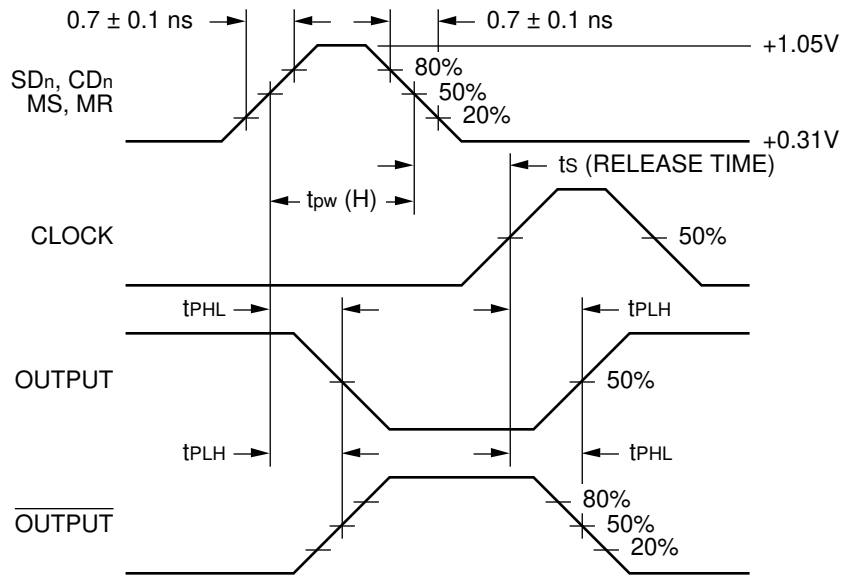 0.7 ± 0.1 ns 0.7 ± 0.1 ns
+1.05V
SDn, CDn
MS, MR
80%
50%
20%
+0.31V
ts (RELEASE TIME)
tpw (H)
CLOCK
50%
tPHL tPLH
OUTPUT
50%
tPLH tPHL
OUTPUT
80%
50%
20%